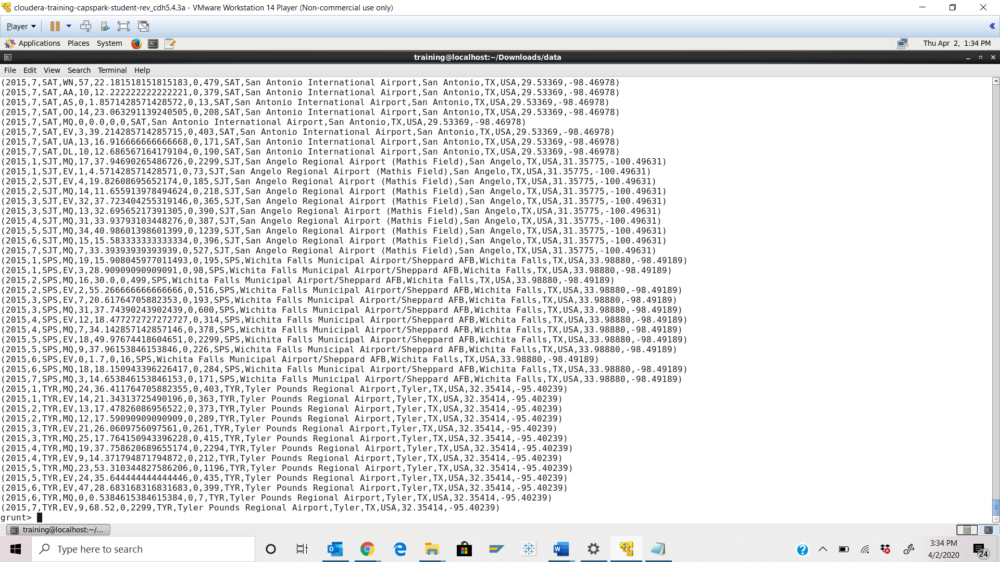 cloudera-training-capspark-student-rev_cdh5.4.3a - VMware Workstation 14 Player (Non-commercial use only)
Player
Applications Places System Thu Apr 2, 1:34 PM
training@localhost:~/Downloads/data
File Edit View Search Terminal Help
(2015,7,SAT,WN,57,22.181518151815183,0,479,SAT,San Antonio International Airport,San Antonio,TX,USA,29.53369,-98.46978)
(2015,7,SAT,AA,10,12.222222222222221,0,379,SAT,San Antonio International Airport,San Antonio,TX,USA,29.53369,-98.46978)
(2015,7,SAT,AS,0,1.8571428571428572,0,13,SAT,San Antonio International Airport,San Antonio,TX,USA,29.53369,-98.46978)
(2015,7,SAT,OO,14,23.063291139240505,0,208,SAT,San Antonio International Airport,San Antonio,TX,USA,29.53369,-98.46978)
(2015,7,SAT,MQ,0,0.0,0,0,SAT,San Antonio International Airport,San Antonio,TX,USA,29.53369,-98.46978)
(2015,7,SAT,EV,3,39.214285714285715,0,403,SAT,San Antonio International Airport,San Antonio,TX,USA,29.53369,-98.46978)
(2015,7,SAT,UA,13,16.916666666666668,0,171,SAT,San Antonio International Airport,San Antonio,TX,USA,29.53369,-98.46978)
(2015,7,SAT,DL,10,12.686567164179104,0,190,SAT,San Antonio International Airport,San Antonio,TX,USA,29.53369,-98.46978)
(2015,1,SJT,MQ,17,37.94690265486726,0,2299,SJT,San Angelo Regional Airport (Mathis Field),San Angelo,TX,USA,31.35775,-100.49631)
(2015,1,SJT,EV,1,4.571428571428571,0,73,SJT,San Angelo Regional Airport (Mathis Field),San Angelo,TX,USA,31.35775,-100.49631)
(2015,2,SJT,EV,4,19.82608695652174,0,185,SJT,San Angelo Regional Airport (Mathis Field),San Angelo,TX,USA,31.35775,-100.49631)
(2015,2,SJT,MQ,14,11.655913978494624,0,218,SJT,San Angelo Regional Airport (Mathis Field),San Angelo,TX,USA,31.35775,-100.49631)
(2015,3,SJT,EV,32,37.723404255319146,0,365,SJT,San Angelo Regional Airport (Mathis Field),San Angelo,TX,USA,31.35775,-100.49631)
(2015,3,SJT,MQ,13,32.69565217391305,0,390,SJT,San Angelo Regional Airport (Mathis Field),San Angelo,TX,USA,31.35775,-100.49631)
(2015,4,SJT,MQ,31,33.93793103448276,0,387,SJT,San Angelo Regional Airport (Mathis Field),San Angelo,TX,USA,31.35775,-100.49631)
(2015,5,SJT,MQ,34,40.98601398601399,0,1239,SJT,San Angelo Regional Airport (Mathis Field),San Angelo,TX,USA,31.35775,-100.49631)
(2015,6,SJT,MQ,15,15.583333333333334,0,396,SJT,San Angelo Regional Airport (Mathis Field),San Angelo,TX,USA,31.35775,-100.49631)
(2015,7,SJT,MQ,7,33.39393939393939,0,527,SJT,San Angelo Regional Airport (Mathis Field),San Angelo,TX,USA,31.35775,-100.49631)
(2015,1,SPS,MQ,19,15.908045977011493,0,195,SPS,Wichita Falls Municipal Airport/Sheppard AFB,Wichita Falls,TX,USA,33.98880,-98.49189)
(2015,1,SPS,EV,3,28.90909090909091,0,98,SPS,Wichita Falls Municipal Airport/Sheppard AFB,Wichita Falls,TX,USA,33.98880,-98.49189)
(2015,2,SPS,MQ,16,30.0,0,499,SPS,Wichita Falls Municipal Airport/Sheppard AFB,Wichita Falls,TX,USA,33.98880,-98.49189)
(2015,2,SPS,EV,2,55.266666666666666,0,516,SPS,Wichita Falls Municipal Airport/Sheppard AFB,Wichita Falls,TX,USA,33.98880,-98.49189)
(2015,3,SPS,EV,7,20.61764705882353,0,193,SPS,Wichita Falls Municipal Airport/Sheppard AFB,Wichita Falls,TX,USA,33.98880,-98.49189)
(2015,3,SPS,MQ,31,37.74390243902439,0,600,SPS,Wichita Falls Municipal Airport/Sheppard AFB,Wichita Falls,TX,USA,33.98880,-98.49189)
(2015,4,SPS,EV,12,18.477272727272727,0,314,SPS,Wichita Falls Municipal Airport/Sheppard AFB,Wichita Falls,TX,USA,33.98880,-98.49189)
(2015,4,SPS,MQ,7,34.142857142857146,0,378,SPS,Wichita Falls Municipal Airport/Sheppard AFB,Wichita Falls,TX,USA,33.98880,-98.49189)
(2015,5,SPS,EV,18,49.97674418604651,0,2299,SPS,Wichita Falls Municipal Airport/Sheppard AFB,Wichita Falls,TX,USA,33.98880,-98.49189)
(2015,5,SPS,MQ,9,37.96153846153846,0,226,SPS,Wichita Falls Municipal Airport/Sheppard AFB,Wichita Falls,TX,USA,33.98880,-98.49189)
(2015,6,SPS,EV,0,1.7,0,16,SPS,Wichita Falls Municipal Airport/Sheppard AFB,Wichita Falls,TX,USA,33.98880,-98.49189)
(2015,6,SPS,MQ,18,18.150943396226417,0,284,SPS,Wichita Falls Municipal Airport/Sheppard AFB,Wichita Falls,TX,USA,33.98880,-98.49189)
(2015,7,SPS,MQ,3,14.653846153846153,0,171,SPS,Wichita Falls Municipal Airport/Sheppard AFB,Wichita Falls,TX,USA,33.98880,-98.49189)
(2015,1,TYR,MQ,24,36.411764705882355,0,403,TYR,Tyler Pounds Regional Airport,Tyler,TX,USA,32.35414,-95.40239)
(2015,1,TYR,EV,14,21.34313725490196,0,363,TYR,Tyler Pounds Regional Airport,Tyler,TX,USA,32.35414,-95.40239)
(2015,2,TYR,EV,13,17.47826086956522,0,373,TYR,Tyler Pounds Regional Airport,Tyler,TX,USA,32.35414,-95.40239)
(2015,2,TYR,MQ,12,17.59090909090909,0,289,TYR,Tyler Pounds Regional Airport,Tyler,TX,USA,32.35414,-95.40239)
(2015,3,TYR,EV,21,26.0609756097561,0,261,TYR,Tyler Pounds Regional Airport,Tyler,TX,USA,32.35414,-95.40239)
(2015,3,TYR,MQ,25,17.764150943396228,0,415,TYR,Tyler Pounds Regional Airport,Tyler,TX,USA,32.35414,-95.40239)
(2015,4,TYR,MQ,19,37.758620689655174,0,2294,TYR,Tyler Pounds Regional Airport,Tyler,TX,USA,32.35414,-95.40239)
(2015,4,TYR,EV,9,14.371794871794872,0,212,TYR,Tyler Pounds Regional Airport,Tyler,TX,USA,32.35414,-95.40239)
(2015,5,TYR,MQ,23,53.310344827586206,0,1196,TYR,Tyler Pounds Regional Airport,Tyler,TX,USA,32.35414,-95.40239)
(2015,5,TYR,EV,24,35.644444444444446,0,435,TYR,Tyler Pounds Regional Airport,Tyler,TX,USA,32.35414,-95.40239)
(2015,6,TYR,EV,47,28.683168316831683,0,399,TYR,Tyler Pounds Regional Airport,Tyler,TX,USA,32.35414,-95.40239)
(2015,6,TYR,MQ,0,0.5384615384615384,0,7,TYR,Tyler Pounds Regional Airport,Tyler,TX,USA,32.35414,-95.40239)
(2015,7,TYR,EV,9,68.52,0,2299,TYR,Tyler Pounds Regional Airport,Tyler,TX,USA,32.35414,-95.40239)
grunt>
training@localhost:~/...
Type here to search
3:34 PM
4/2/2020
24